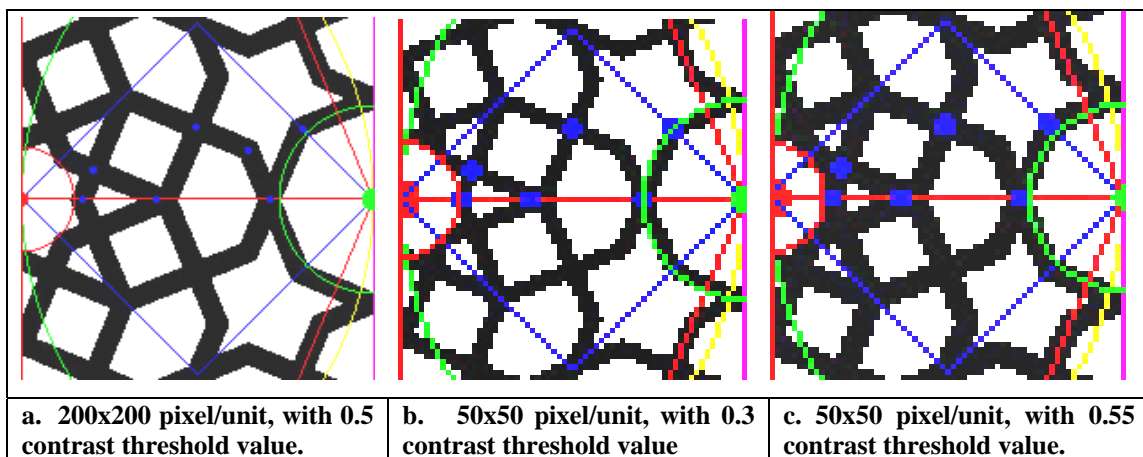 a. 200x200 pixel/unit, with 0.5
contrast threshold value.
b. 50x50 pixel/unit, with 0.3
contrast threshold value
c. 50x50 pixel/unit, with 0.55
contrast threshold value.